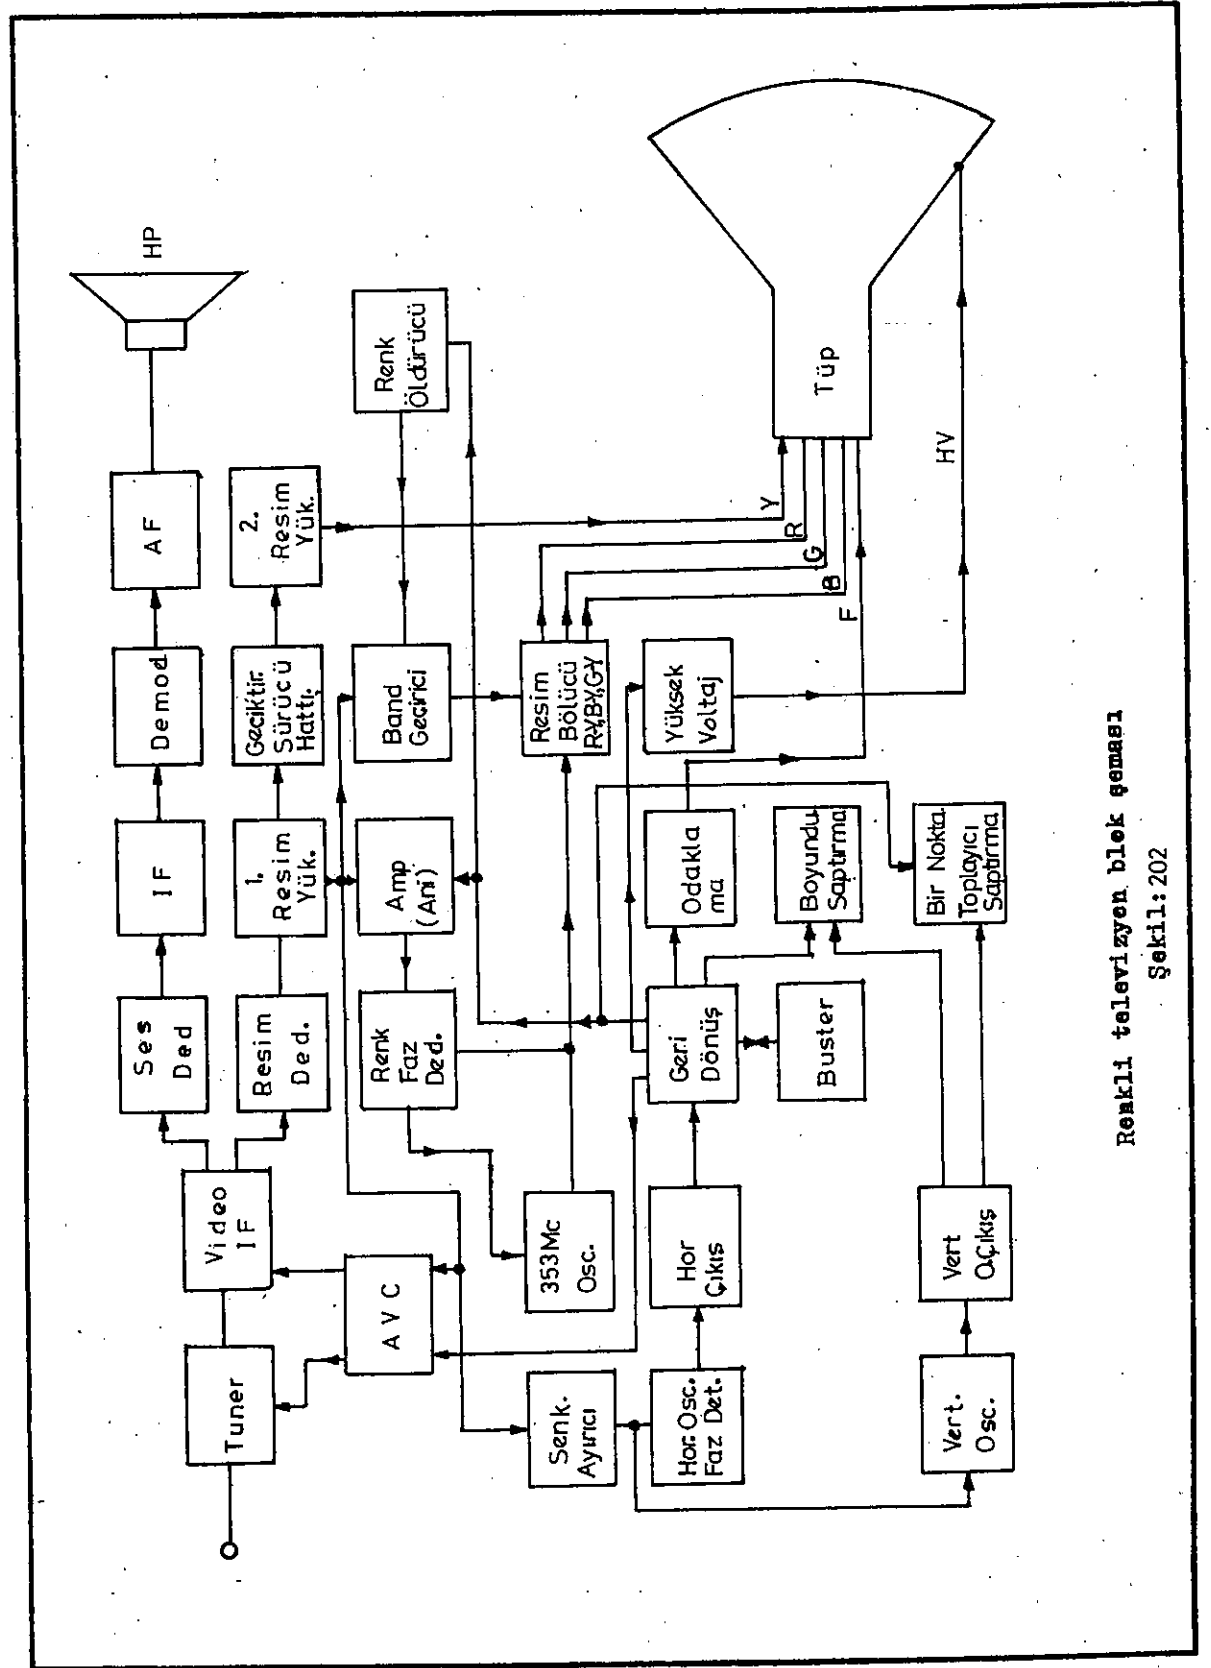 HP
Tuner
Video
IF
Ses
Ded
IF
Demod
AF
Resim
Ded.
1.
Resim
Yük.
Geciktir.
Sürücü
Hattı.
2.
Resim
Yük.
A V C
Renk
Faz
Ded.
Amp
(Ani)
Band
Geçirici
Renk
Öldürücü
353Mc
Osc.
Resim
Bölücü
R-Y,B-Y,G-Y
Y
R
G
B
F
Tüp
Senk.
Ayırıcı
Hor.Osc.
Faz Det.
Hor
Çıkıs
Geri
Dönüş
Odakla
ma
Yüksek
Voltaj
HV
Buster
Boyundu
Saptırma
Vert.
Osc.
Vert
O.Çıkış
Bir Nokta
Toplayıcı
Saptırma
Renkli televizyen blok şeması
Şekil:202